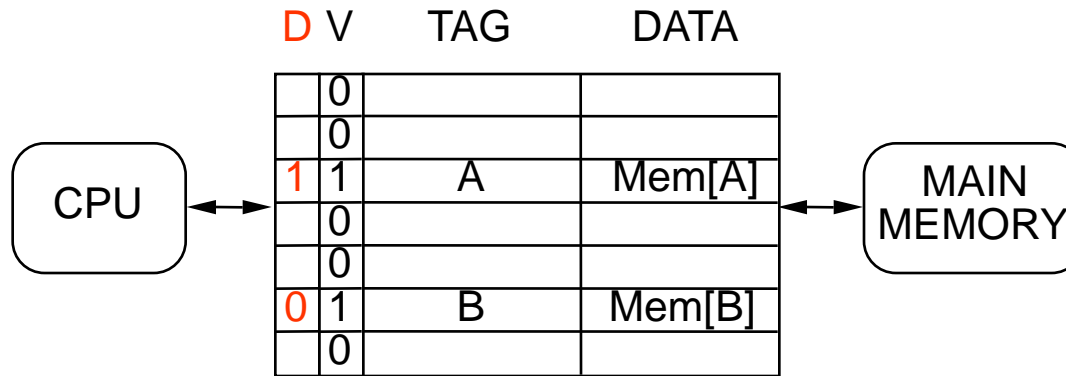 D V TAG DATA
0
0
1 1 A Mem[A]
0
0
0 1 B Mem[B]
0
CPU
MAIN
MEMORY